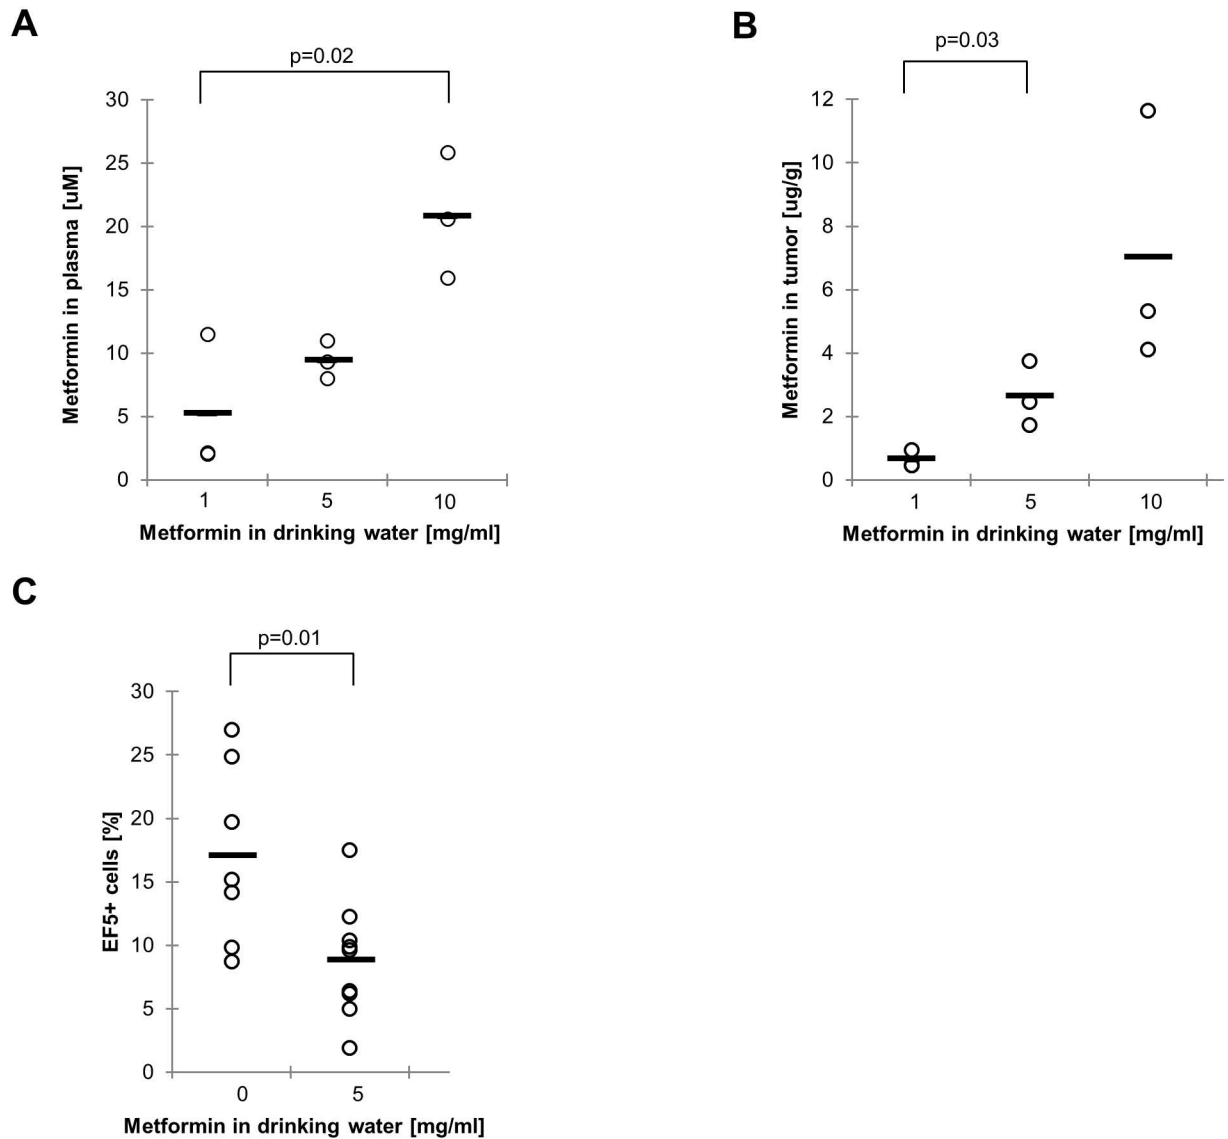 A
p=0.02
30
25
20
15
10
5
0
Metformin in plasma [uM]
1 5 10
Metformin in drinking water [mg/ml]
B
p=0.03
12
10
8
6
4
2
0
Metformin in tumor [ug/g]
1 5 10
Metformin in drinking water [mg/ml]
C
p=0.01
30
25
20
15
10
5
0
EF5+ cells [%]
0 5
Metformin in drinking water [mg/ml]